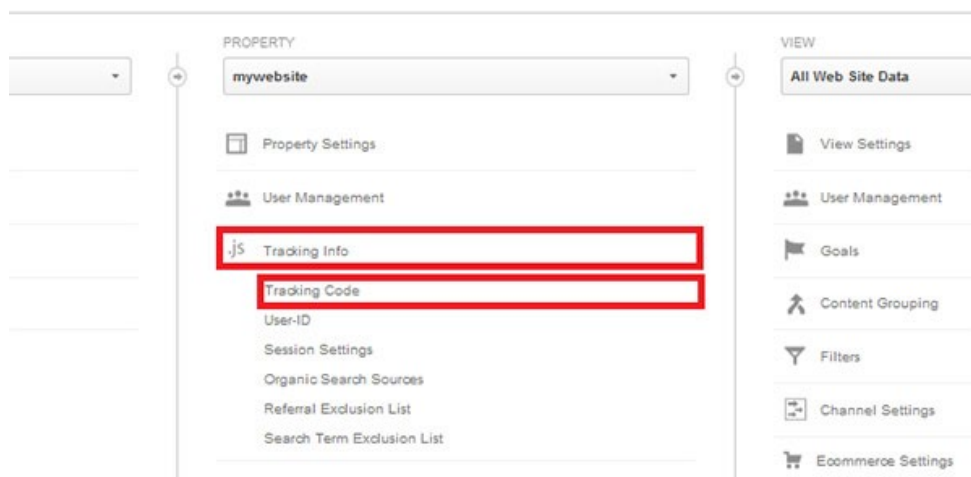 PROPERTY
mywebsite
Property Settings
User Management
.js Tracking Info
Tracking Code
User-ID
Session Settings
Organic Search Sources
Referral Exclusion List
Search Term Exclusion List
VIEW
All Web Site Data
View Settings
User Management
Goals
Content Grouping
Filters
Channel Settings
Ecommerce Settings